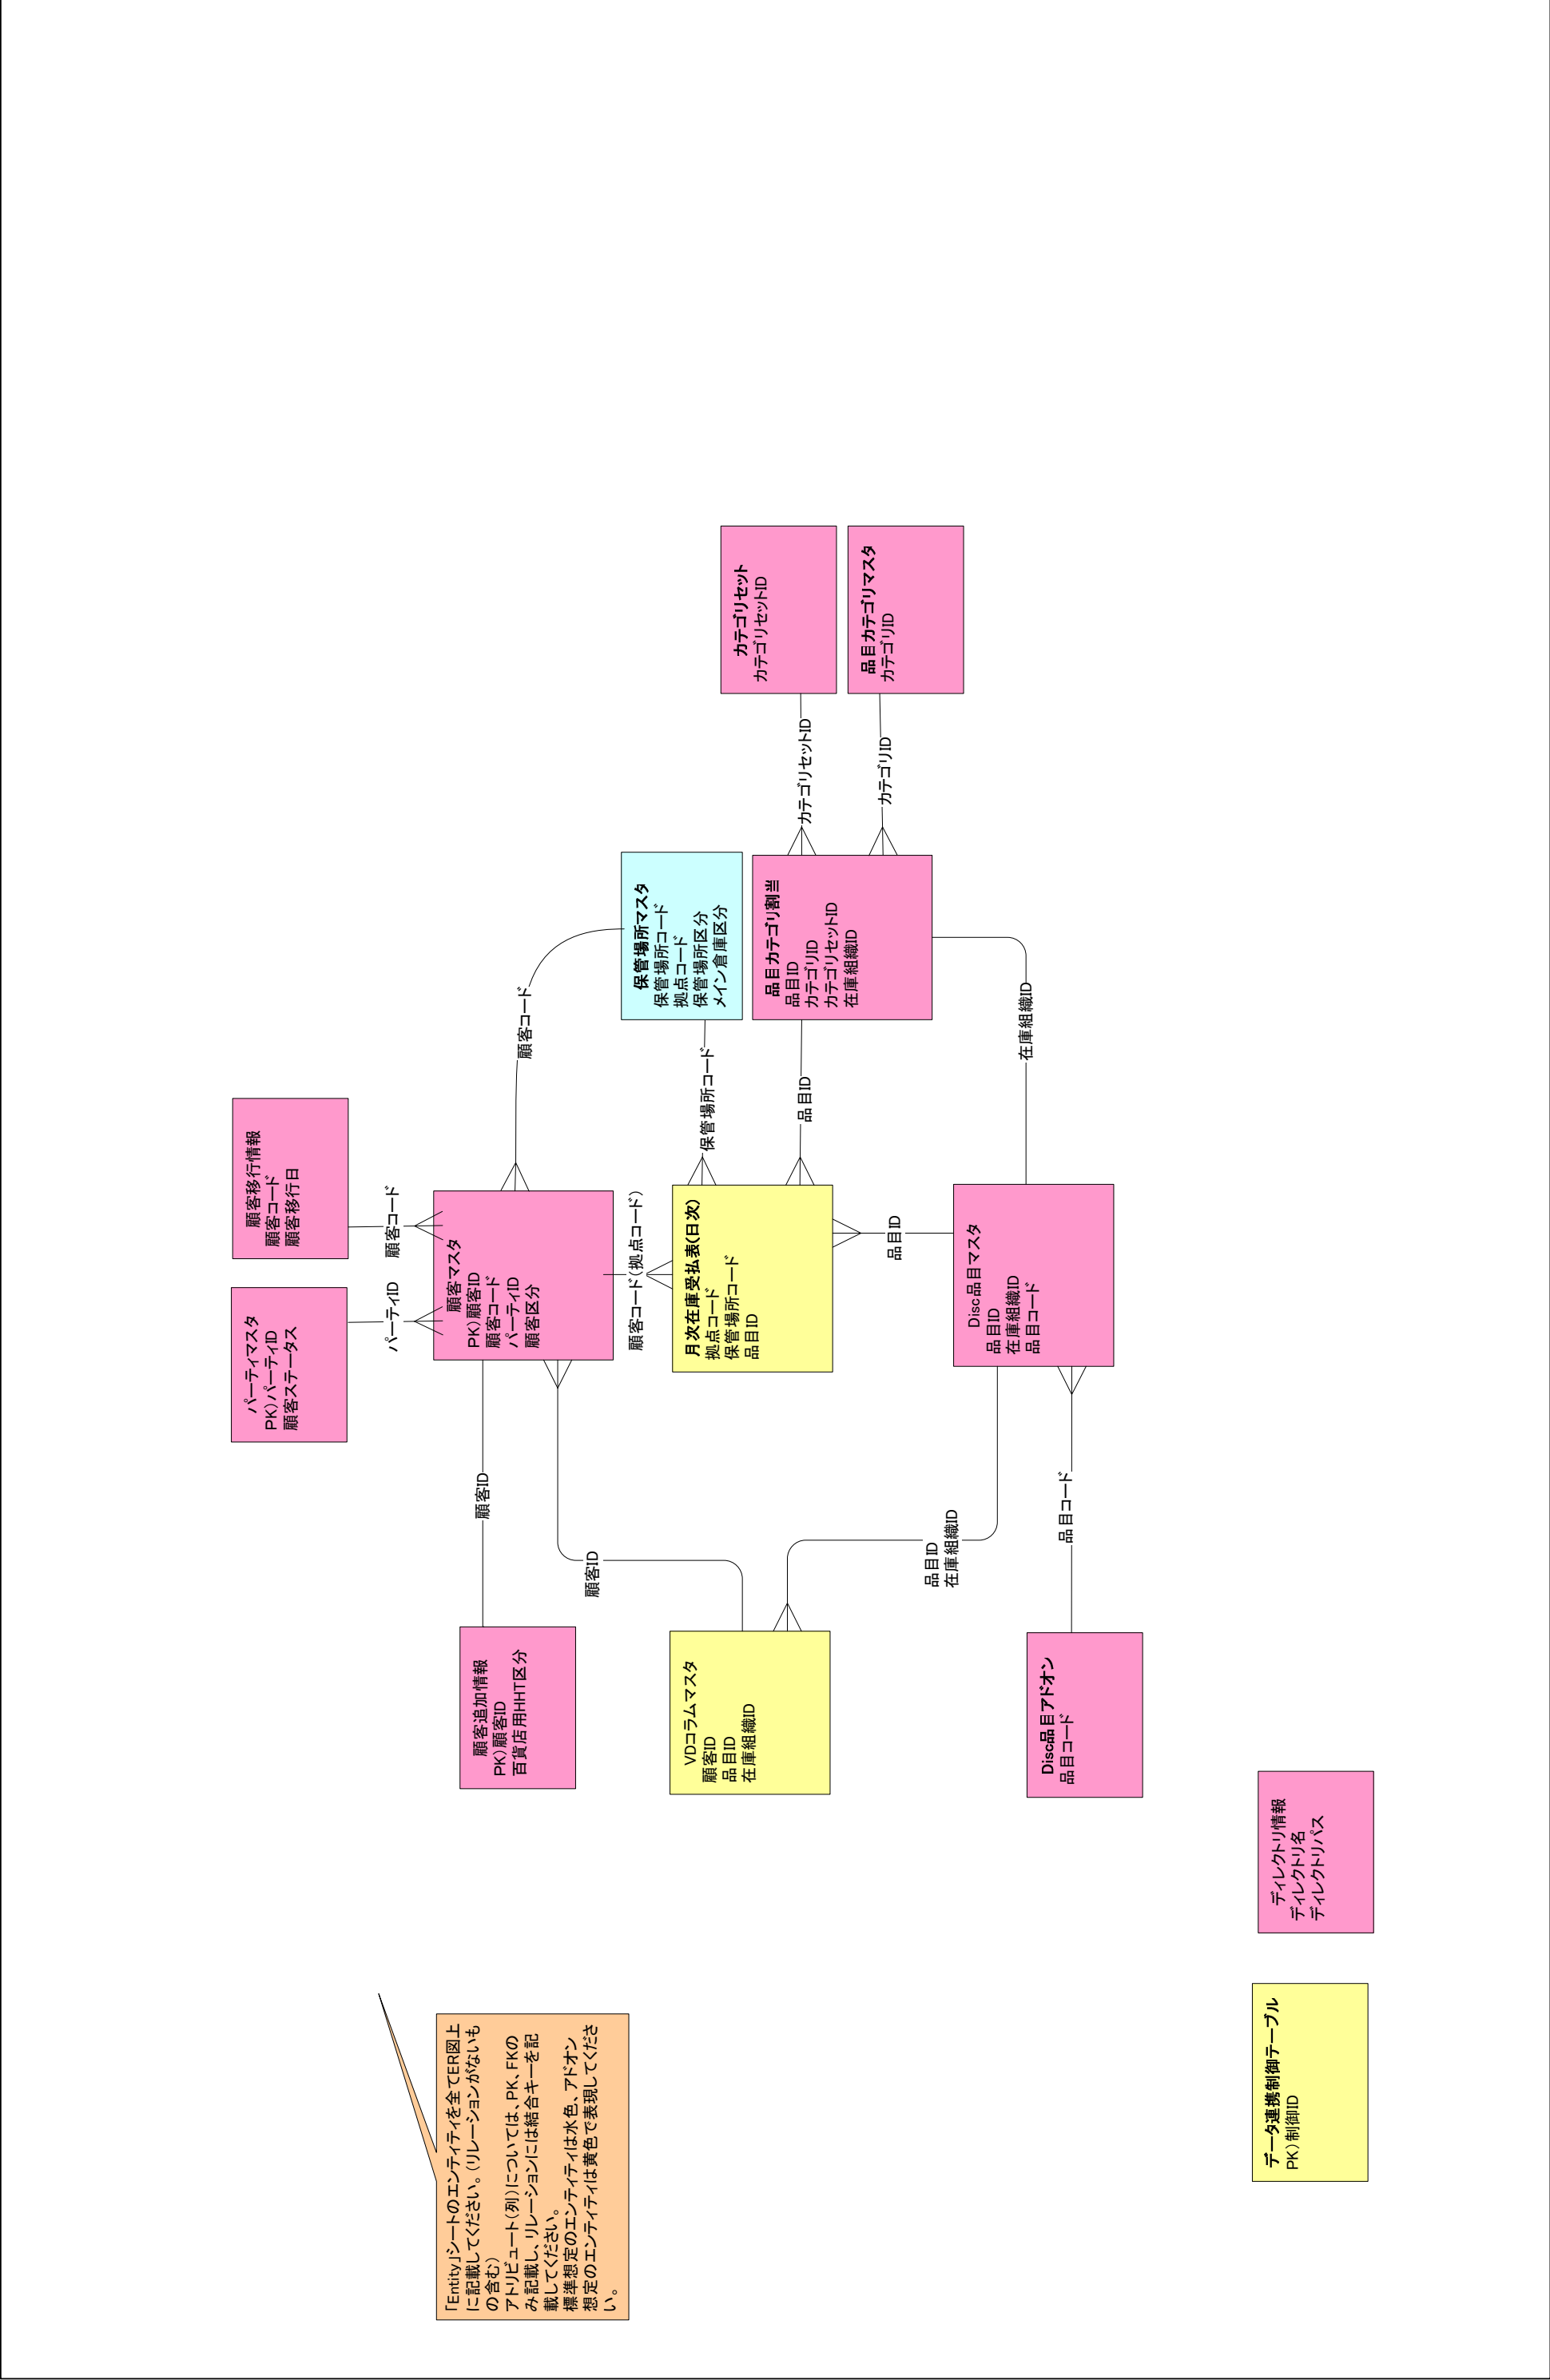 「Entity」シートのエンティティを全てER図上
に記載してください。（リレーションがないも
の含む）
アトリビュート（列）については、PK、FKの
み記載し、リレーションには結合キーを記
載してください。
標準想定のエンティティは水色、アドオン
想定のエンティティは黄色で表現してくださ
い。
パーティマスタ
PK）パーティID
顧客ステータス
顧客移行情報
顧客コード
顧客移行日
パーティID
顧客コード
顧客追加情報
PK）顧客ID
百貨店用HHT区分
顧客ID
顧客マスタ
PK）顧客ID
顧客コード
パーティID
顧客区分
顧客コード
顧客ID
顧客コード（拠点コード）
保管場所マスタ
保管場所コード
拠点コード
保管場所区分
メイン倉庫区分
VDコラムマスタ
顧客ID
品目ID
在庫組織ID
月次在庫受払表（日次）
拠点コード
保管場所コード
品目ID
保管場所コード
品目ID
品目カテゴリ割当
品目ID
カテゴリID
カテゴリセットID
在庫組織ID
カテゴリセットID
カテゴリID
カテゴリセット
カテゴリセットID
品目カテゴリマスタ
カテゴリID
品目ID
在庫組織ID
品目ID
在庫組織ID
Disc品目マスタ
品目ID
在庫組織ID
品目コード
Disc品目アドオン
品目コード
品目コード
データ連携制御テーブル
PK）制御ID
ディレクトリ情報
ディレクトリ名
ディレクトリパス